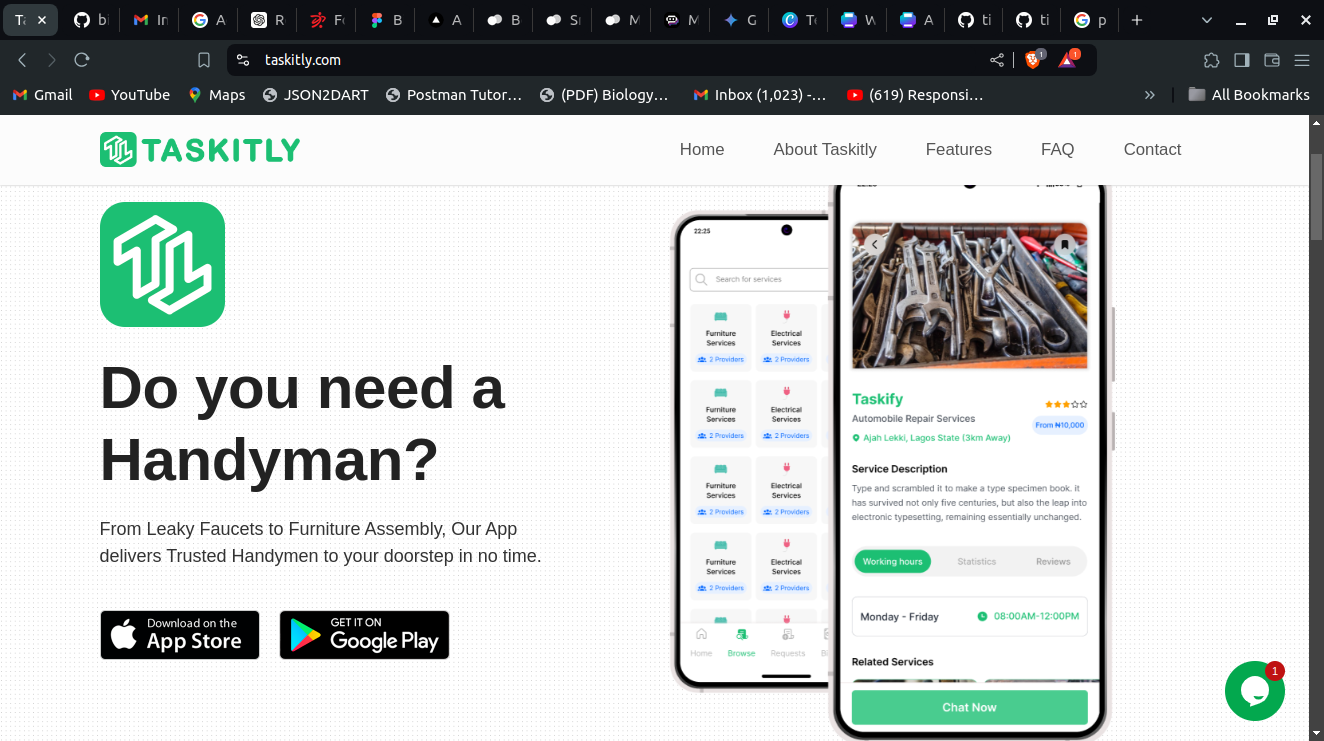 Ta
bi
In
A
R
Fo
B
A
B
Sr
M
M
G
Te
W
A
ti
ti
p
taskitly.com
1
1
Gmail
YouTube
Maps
JSON2DART
Postman Tutor…
(PDF) Biology…
Inbox (1,023) -…
(619) Responsi…
All Bookmarks
TASKITLY
Home
About Taskitly
Features
FAQ
Contact
Do you need a
Handyman?
From Leaky Faucets to Furniture Assembly, Our App
delivers Trusted Handymen to your doorstep in no time.
Download on the
App Store
GET IT ON
Google Play
22:25
Search for services
Furniture
Services
2 Providers
Electrical
Services
2 Providers
Furniture
Services
2 Providers
Electrical
Services
2 Providers
Furniture
Services
2 Providers
Electrical
Services
2 Providers
Furniture
Services
2 Providers
Electrical
Services
2 Providers
Home
Browse
Requests
Taskify
Automobile Repair Services
From ₦10,000
Ajah Lekki, Lagos State (3km Away)
Service Description
Type and scrambled it to make a type specimen book. it
has survived not only five centuries, but also the leap into
electronic typesetting, remaining essentially unchanged.
Working hours
Statistics
Reviews
Monday - Friday
08:00AM-12:00PM
Related Services
Chat Now
1